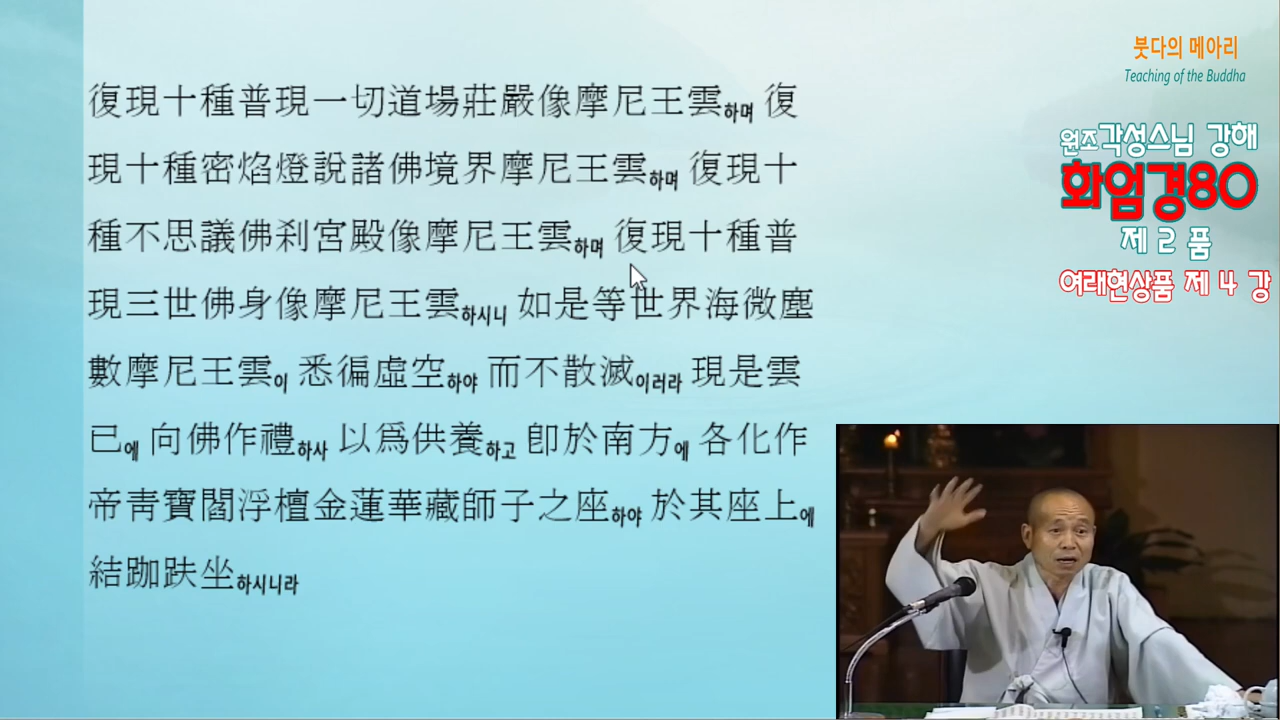 復現十種普現一切道場莊嚴像摩尼王雲하며 復
現十種密焰燈說諸佛境界摩尼王雲하며 復現十
種不思議佛刹宮殿像摩尼王雲하며 復現十種普
現三世佛身像摩尼王雲하시니 如是等世界海微塵
數摩尼王雲이 悉徧虛空하야 而不散滅이러라 現是雲
已에 向佛作禮하사 以爲供養하고 卽於南方에 各化作
帝靑寶閻浮檀金蓮華藏師子之座하야 於其座上에
結跏趺坐하시니라
붓다의 메아리
Teaching of the Buddha
원조각성스님 강해
화엄경80
제 2 품
여래현상품 제 4 강